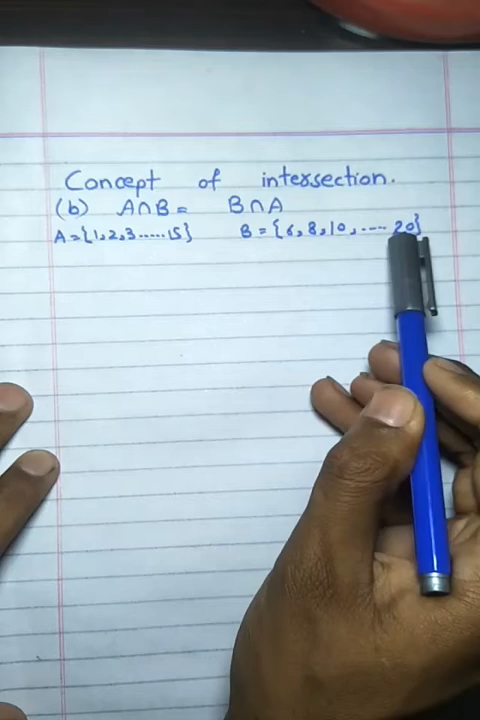 Concept of intersection.
(b) A∩B = B∩A
A={1,2,3.....15} B={6,8,10,....20}